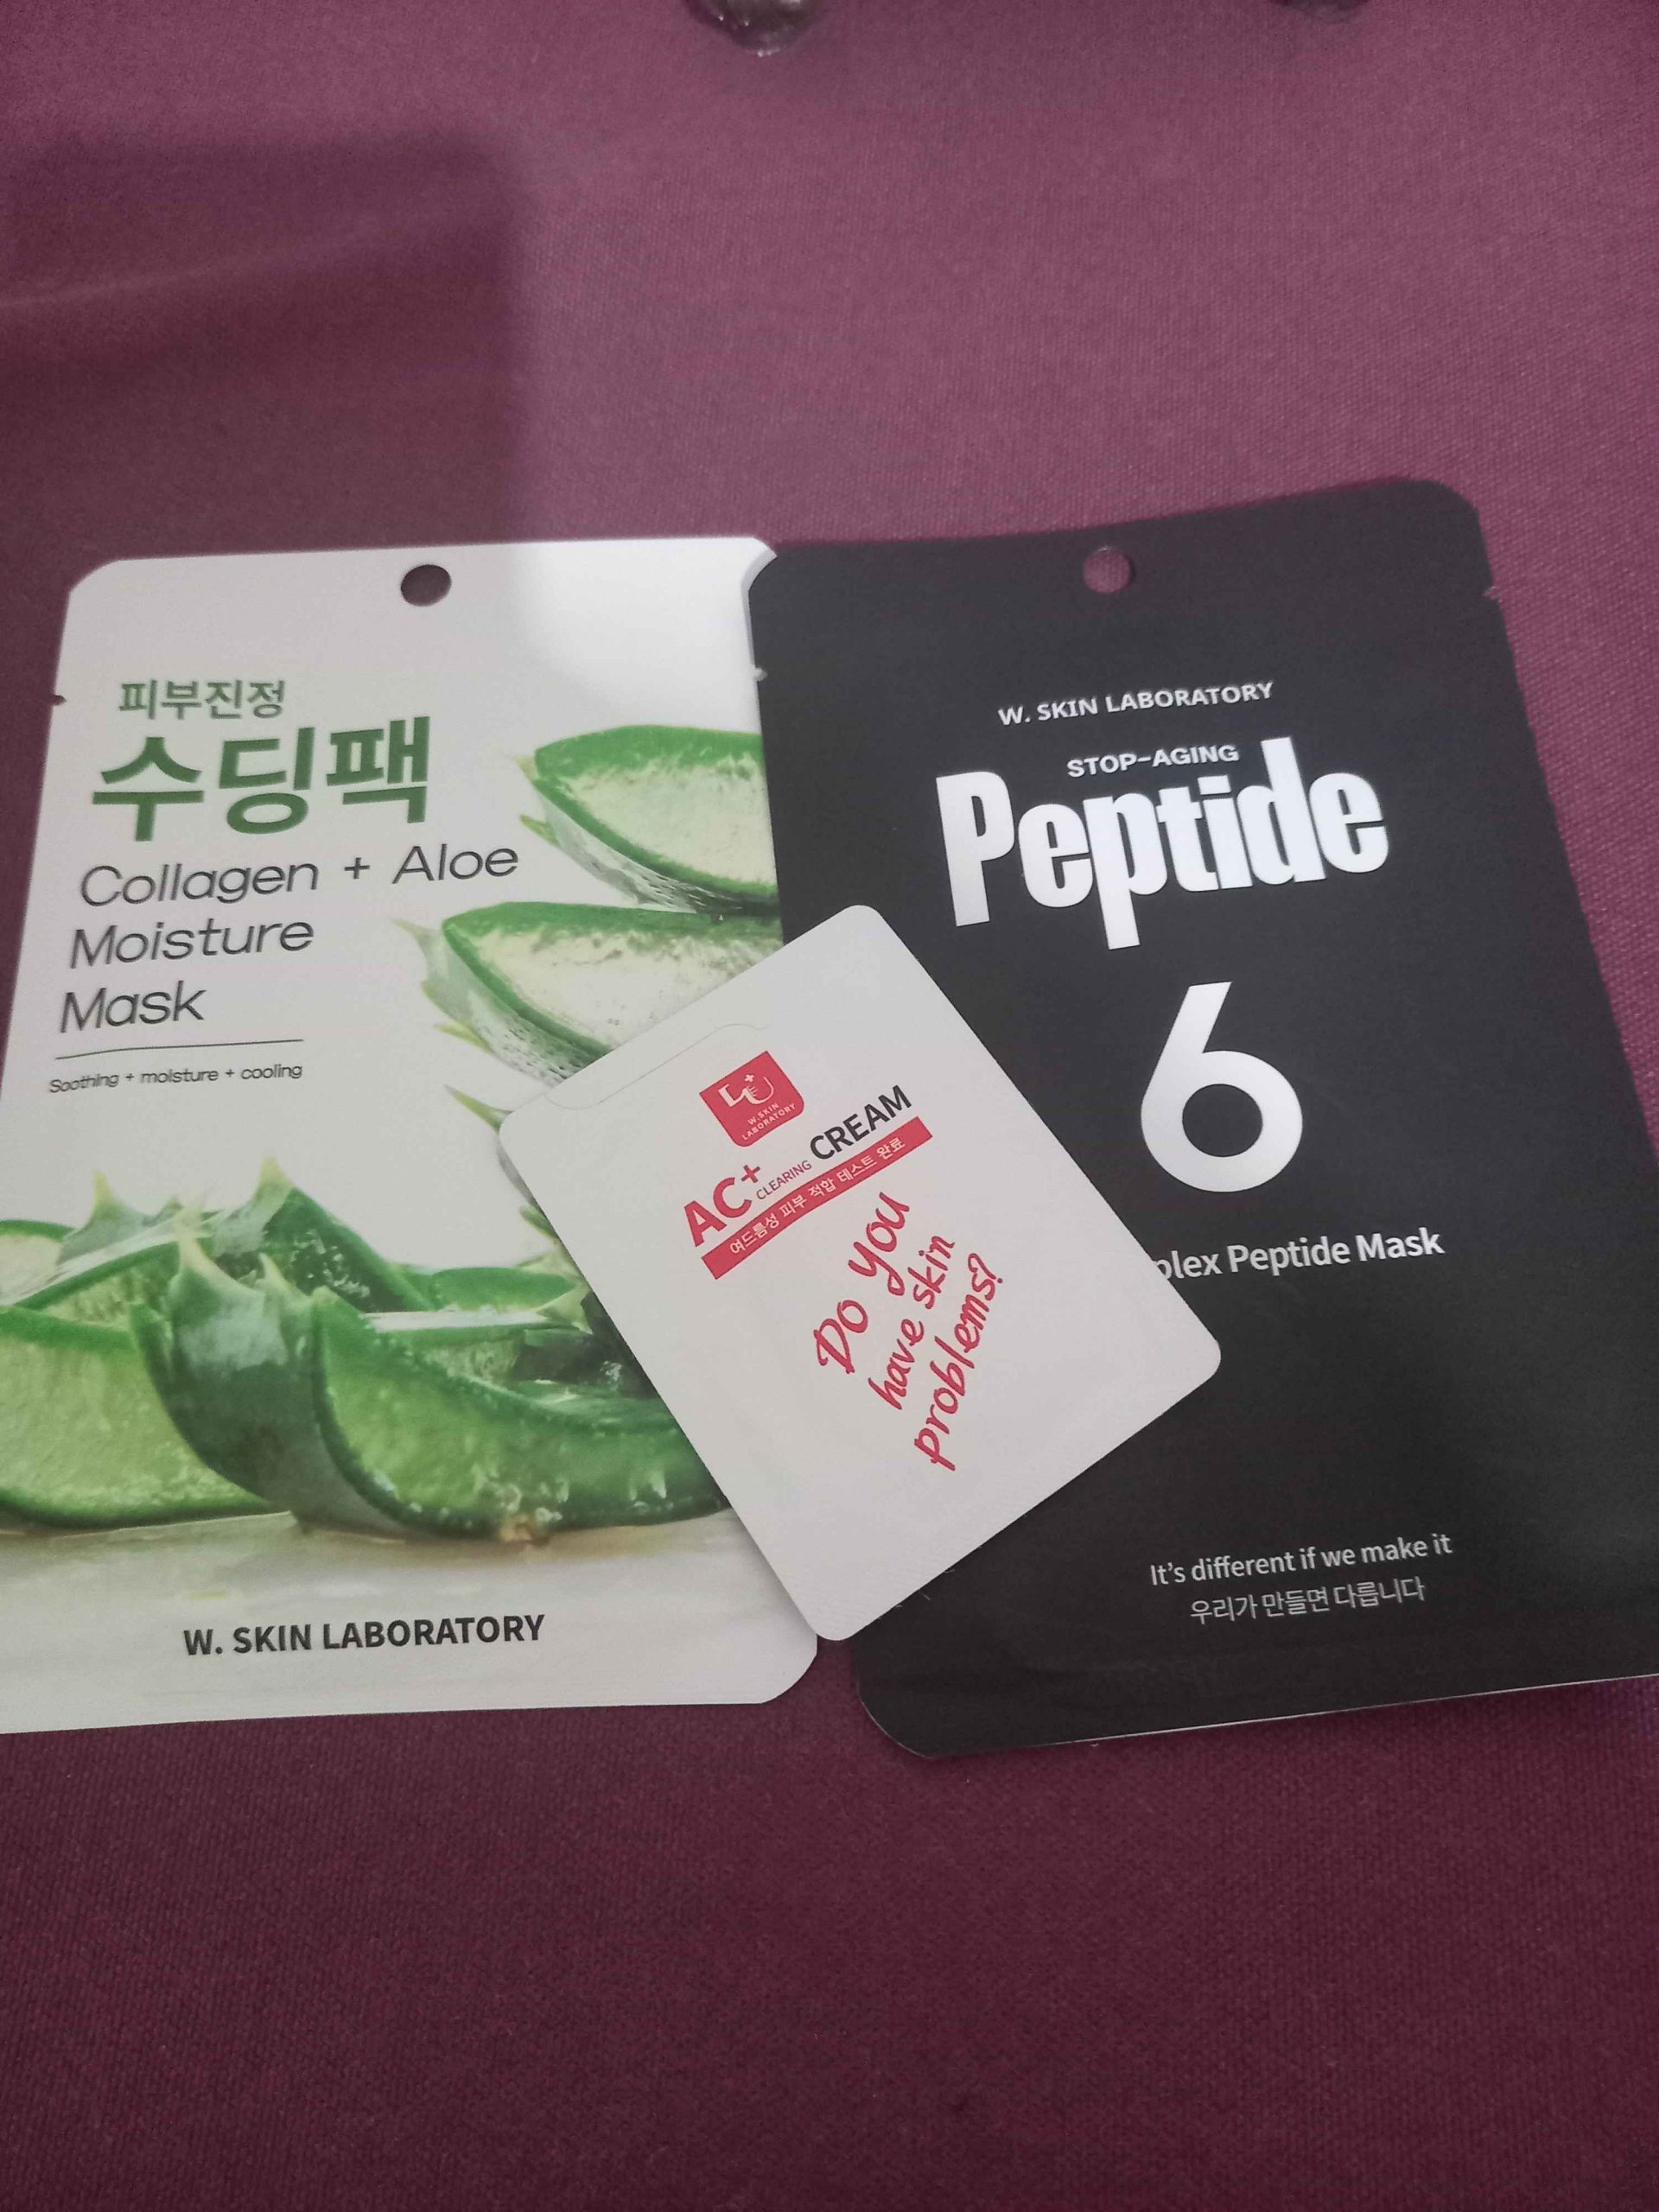 피부진정
수딩팩
Collagen + Aloe
Moisture
Mask
Soothing + moisture + cooling
W. SKIN LABORATORY
W.SKIN
LABORATORY
AC+ CLEARING CREAM
여드름성 피부 적합 테스트 완료
Do you
have skin
problems?
W. SKIN LABORATORY
STOP-AGING
Peptide
6
Peptide Mask
It's different if we make it
우리가 만들면 다릅니다